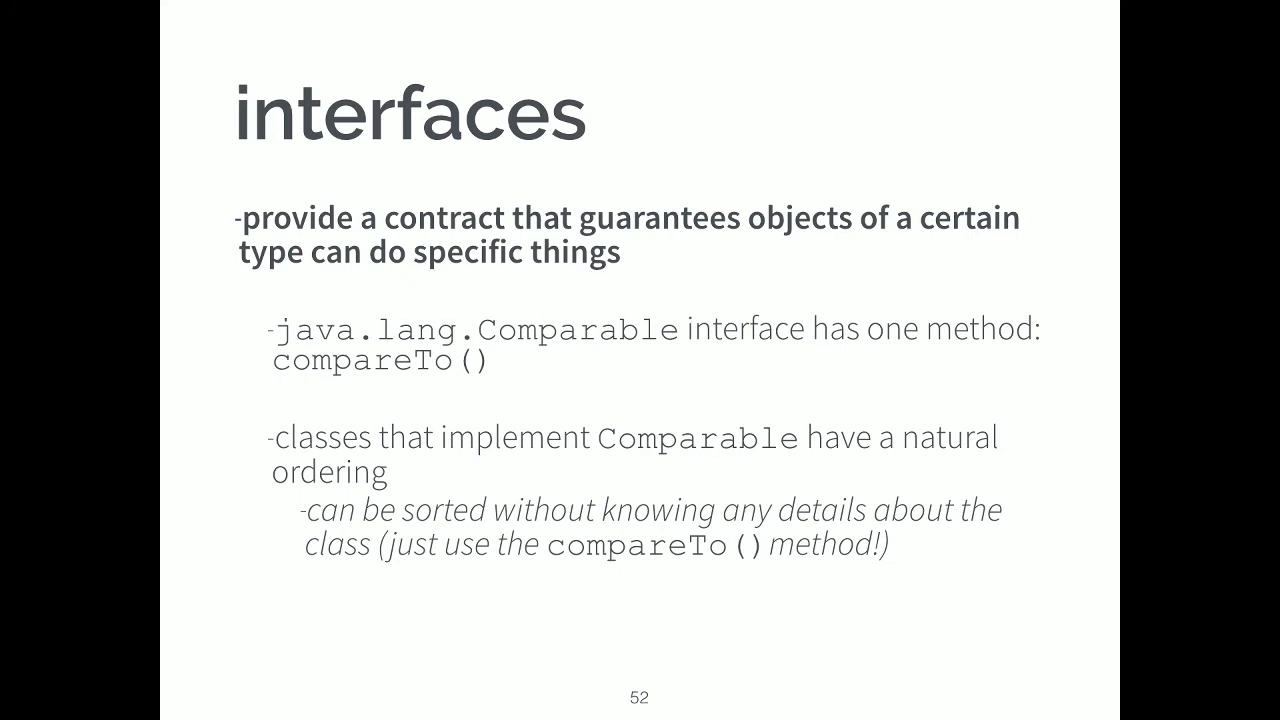 interfaces
-provide a contract that guarantees objects of a certain
type can do specific things
-java.lang.Comparable interface has one method:
compareTo()
-classes that implement Comparable have a natural
ordering
-can be sorted without knowing any details about the
class (just use the compareTo() method!)
52